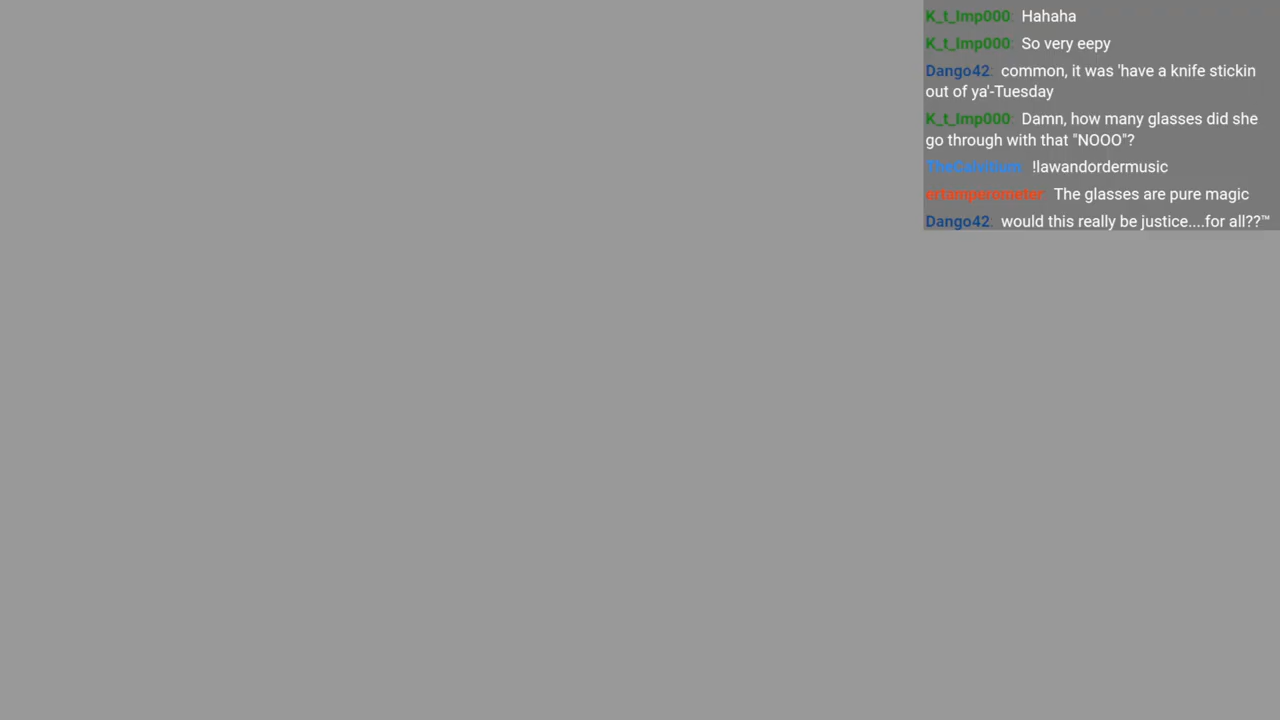 K_t_Imp000: Hahaha
K_t_Imp000: So very eepy
Dango42: common, it was 'have a knife stickin
out of ya'-Tuesday
K_t_Imp000: Damn, how many glasses did she
go through with that "NOOO"?
TheCalvitium: !lawandordermusic
ertamperometer: The glasses are pure magic
Dango42: would this really be justice....for all??™